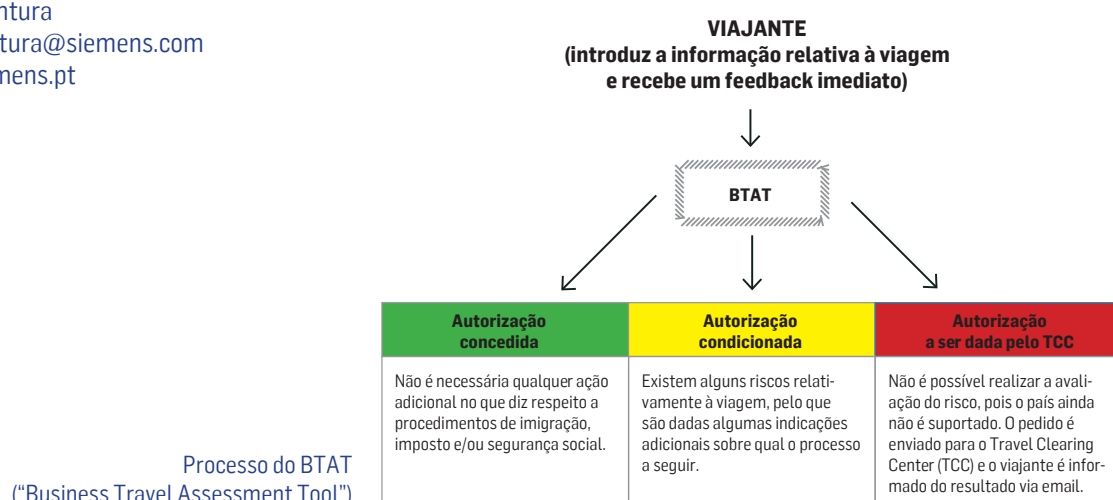 tura@siemens.com
VIAJANTE
(introduz a informação relativa à viagem
e recebe um feedback imediato)
BTAT
Autorização
concedida
Não é necessária qualquer ação
adicional no que diz respeito a
procedimentos de imigração,
imposto e/ou segurança social.
Autorização
condicionada
Existem alguns riscos relati-
vamente à viagem, pelo que
são dadas algumas indicações
adicionais sobre qual o processo
a seguir.
Autorização
a ser dada pelo TCC
Não é possível realizar a avali-
ação do risco, pois o país ainda
não é suportado. O pedido é
enviado para o Travel Clearing
Center (TCC) e o viajante é infor-
mado do resultado via email.
Processo do BTAT
("Business Travel Assessment Tool")